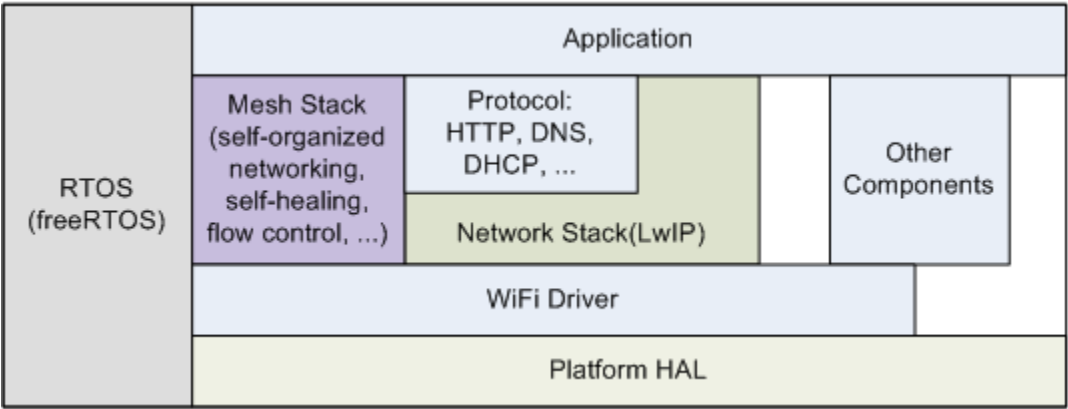 RTOS
(freeRTOS)
Application
Mesh Stack
(self-organized
networking,
self-healing,
flow control, ...)
Protocol:
HTTP, DNS,
DHCP, ...
Network Stack(LwIP)
Other
Components
WiFi Driver
Platform HAL